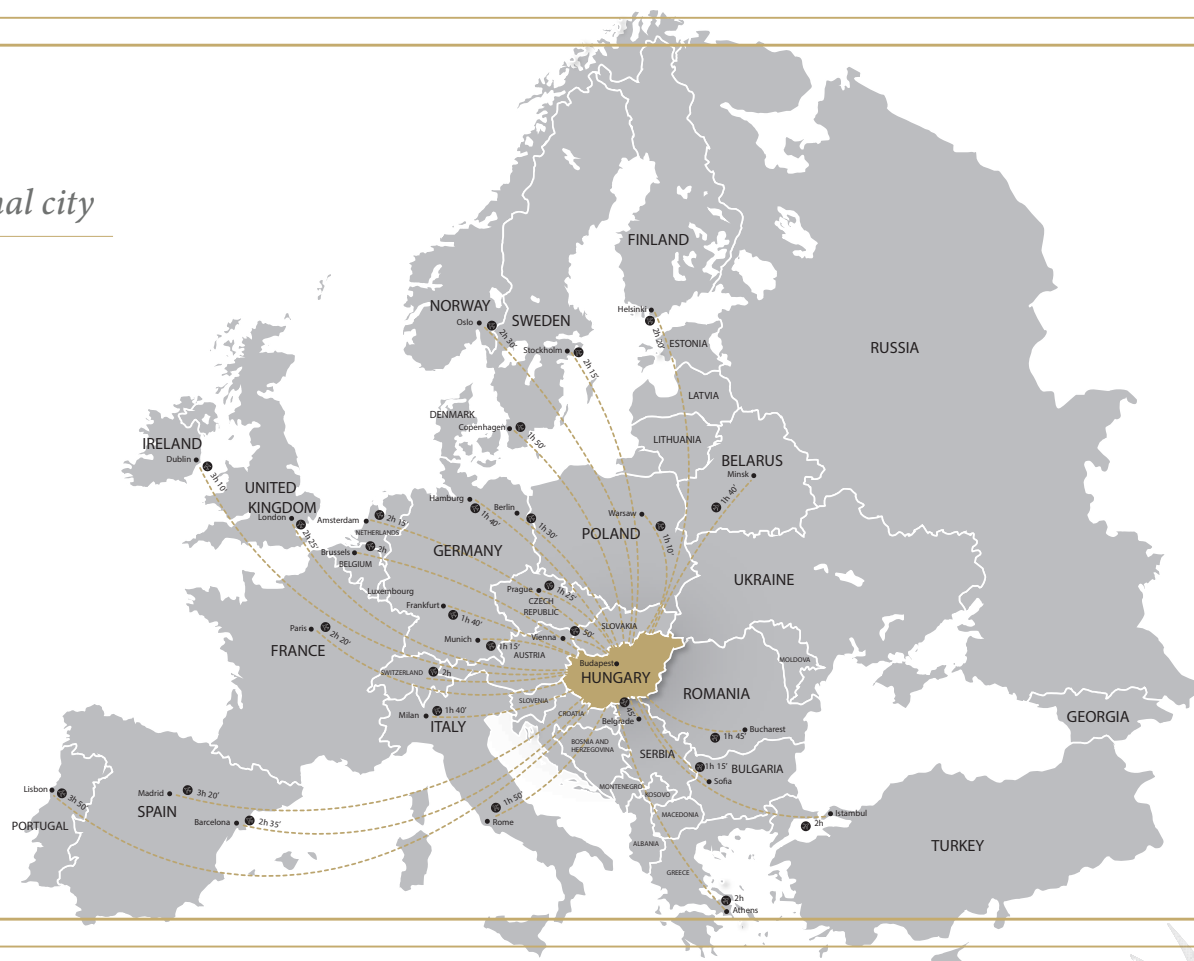 nal city
FINLAND
NORWAY
Oslo
2h 30'
SWEDEN
Helsinki
2h 20'
Stockholm
2h 15'
ESTONIA
RUSSIA
LATVIA
DENMARK
Copenhagen
1h 50'
LITHUANIA
IRELAND
Dublin
3h 10'
BELARUS
Minsk
1h 40'
UNITED
KINGDOM
London
2h 25'
Hamburg
1h 40'
Berlin
1h 30'
Warsaw
1h 10'
Amsterdam
2h 15'
NETHERLANDS
POLAND
Brussels
2h
BELGIUM
GERMANY
UKRAINE
Luxembourg
Prague
1h 25'
CZECH
REPUBLIC
Frankfurt
1h 40'
Paris
2h 20'
FRANCE
SLOVAKIA
Munich
1h 15'
Vienna
50'
AUSTRIA
Budapest
HUNGARY
MOLDOVA
SWITZERLAND
2h
ROMANIA
SLOVENIA
CROATIA
Milan
1h 40'
ITALY
45'
Belgrade
GEORGIA
Bucharest
1h 45'
BOSNIA AND
HERZEGOVINA
SERBIA
1h 15'
BULGARIA
Sofia
Lisbon
3h 50'
Madrid
3h 20'
SPAIN
MONTENEGRO
KOSOVO
PORTUGAL
Barcelona
2h 35'
1h 50'
Rome
MACEDONIA
Istambul
2h
ALBANIA
TURKEY
GREECE
2h
Athens